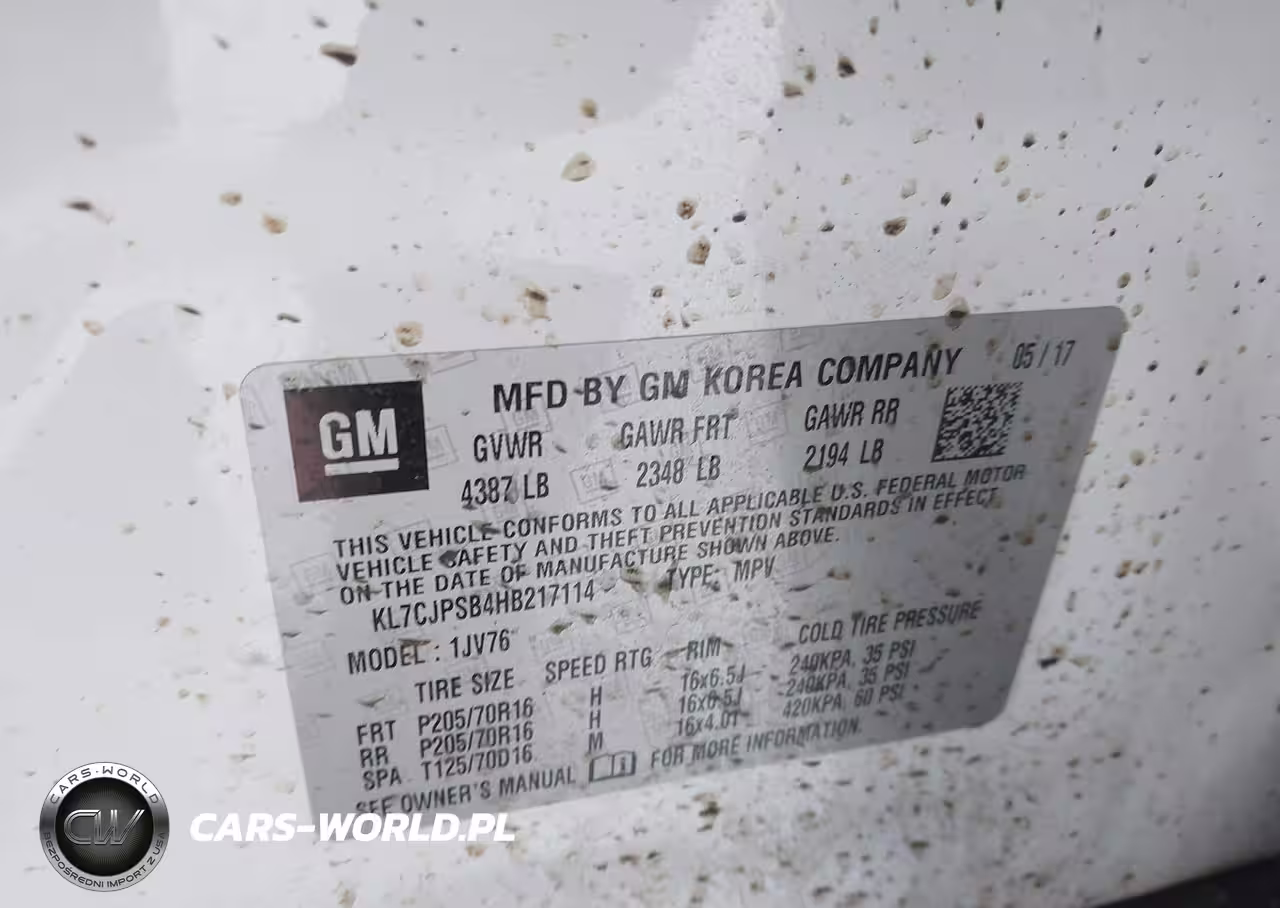 GM
MFD BY GM KOREA COMPANY 05/17
GVWR GAWR FRT GAWR RR
4387 LB 2348 LB 2194 LB
THIS VEHICLE CONFORMS TO ALL APPLICABLE U.S. FEDERAL MOTOR
VEHICLE SAFETY AND THEFT PREVENTION STANDARDS IN EFFECT
ON THE DATE OF MANUFACTURE SHOWN ABOVE.
KL7CJPSB4HB217114 TYPE: MPV
MODEL: 1JV76
TIRE SIZE SPEED RTG RIM COLD TIRE PRESSURE
FRT P205/70R16 H 16x6.5J 240KPA, 35 PSI
RR P205/70R16 H 16x6.5J 240KPA, 35 PSI
SPA T125/70D16 M 16x4.0T 420KPA, 60 PSI
SEE OWNER'S MANUAL FOR MORE INFORMATION.
CARS-WORLD
CW
BEZPOŚREDNI IMPORT Z USA
CARS-WORLD.PL